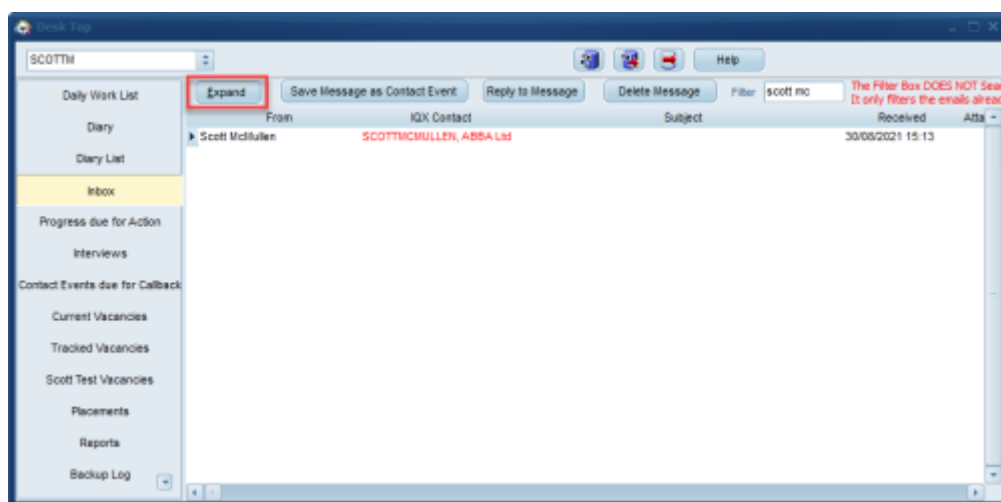 Desk Top
SCOTTM
Help
Daily Work List
Diary
Diary List
Inbox
Progress due for Action
Interviews
Contact Events due for Callback
Current Vacancies
Tracked Vacancies
Scott Test Vacancies
Placements
Reports
Backup Log
Expand Save Message as Contact Event Reply to Message Delete Message Filter scott mc
The Filter Box DOES NOT Sea
It only filters the emails alread
From IQX Contact Subject Received Atta
Scott McMullen SCOTTMCMULLEN, ABBA Ltd 30/08/2021 15:13